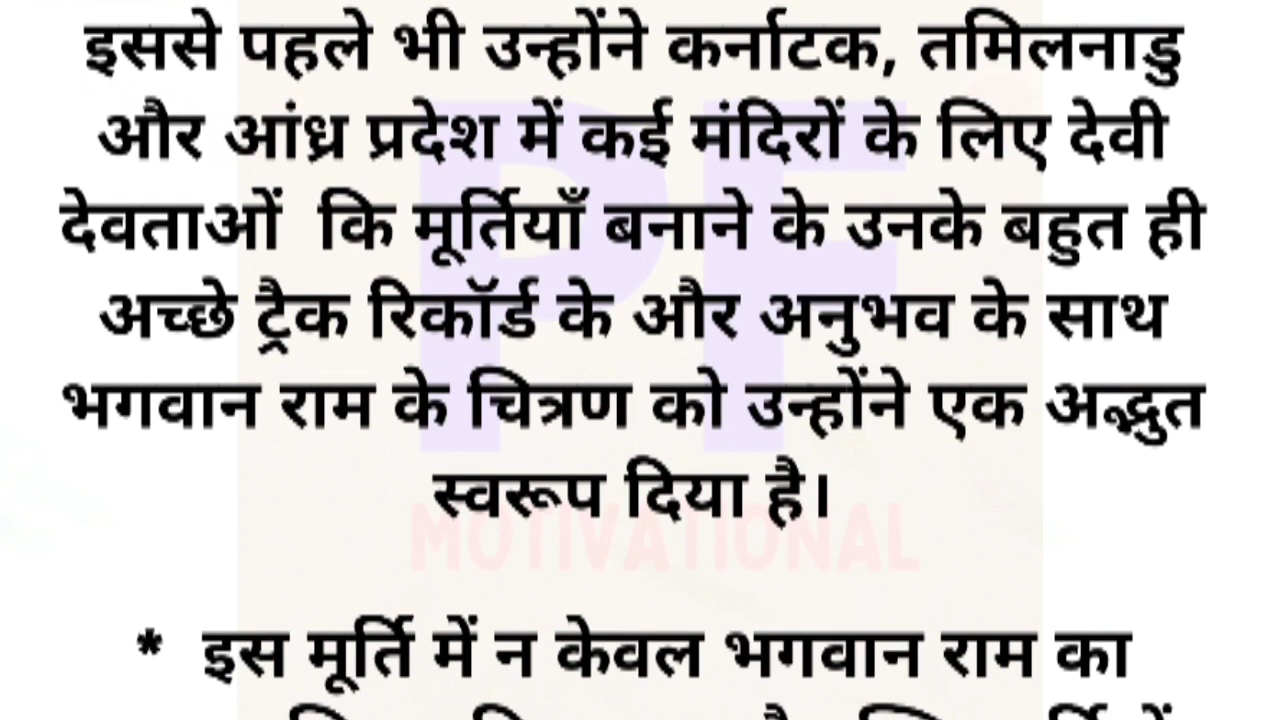 इससे पहले भी उन्होंने कर्नाटक, तमिलनाडु
और आंध्र प्रदेश में कई मंदिरों के लिए देवी
देवताओं कि मूर्तियाँ बनाने के उनके बहुत ही
अच्छे ट्रैक रिकॉर्ड के और अनुभव के साथ
भगवान राम के चित्रण को उन्होंने एक अद्भुत
स्वरूप दिया है।
MOTIVATIONAL
* इस मूर्ति में न केवल भगवान राम का